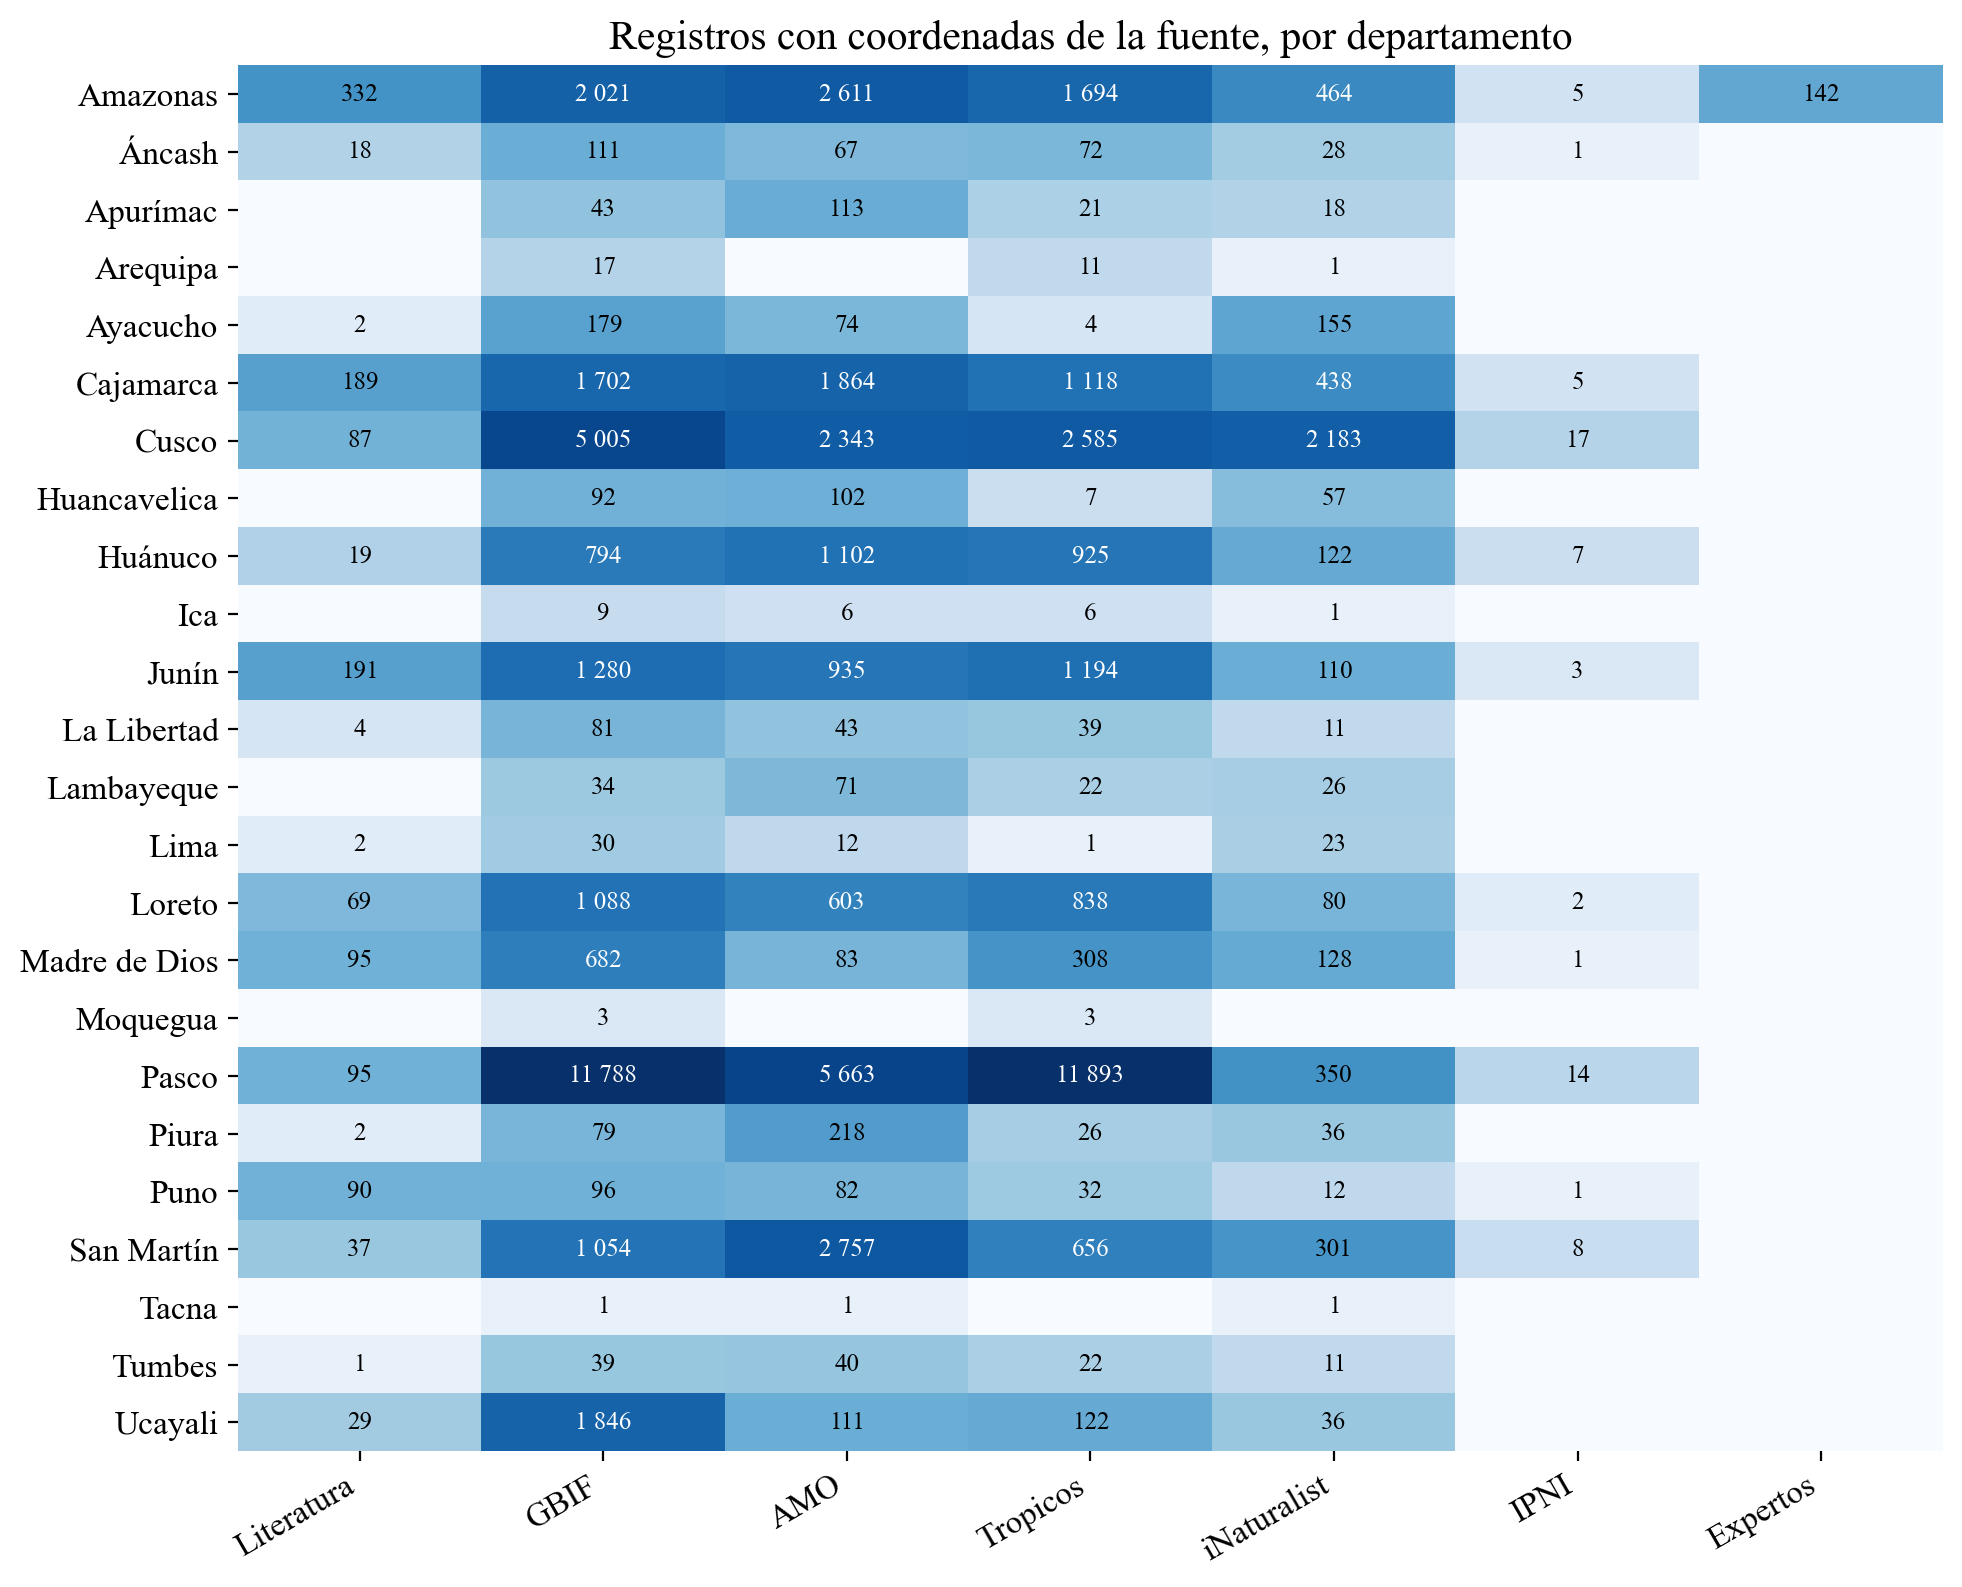 Registros con coordenadas de la fuente, por departamento
Amazonas 332 2 021 2 611 1 694 464 5 142
Áncash 18 111 67 72 28 1
Apurímac 43 113 21 18
Arequipa 17 11 1
Ayacucho 2 179 74 4 155
Cajamarca 189 1 702 1 864 1 118 438 5
Cusco 87 5 005 2 343 2 585 2 183 17
Huancavelica 92 102 7 57
Huánuco 19 794 1 102 925 122 7
Ica 9 6 6 1
Junín 191 1 280 935 1 194 110 3
La Libertad 4 81 43 39 11
Lambayeque 34 71 22 26
Lima 2 30 12 1 23
Loreto 69 1 088 603 838 80 2
Madre de Dios 95 682 83 308 128 1
Moquegua 3 3
Pasco 95 11 788 5 663 11 893 350 14
Piura 2 79 218 26 36
Puno 90 96 82 32 12 1
San Martín 37 1 054 2 757 656 301 8
Tacna 1 1 1
Tumbes 1 39 40 22 11
Ucayali 29 1 846 111 122 36
Literatura GBIF AMO Tropicos iNaturalist IPNI Expertos